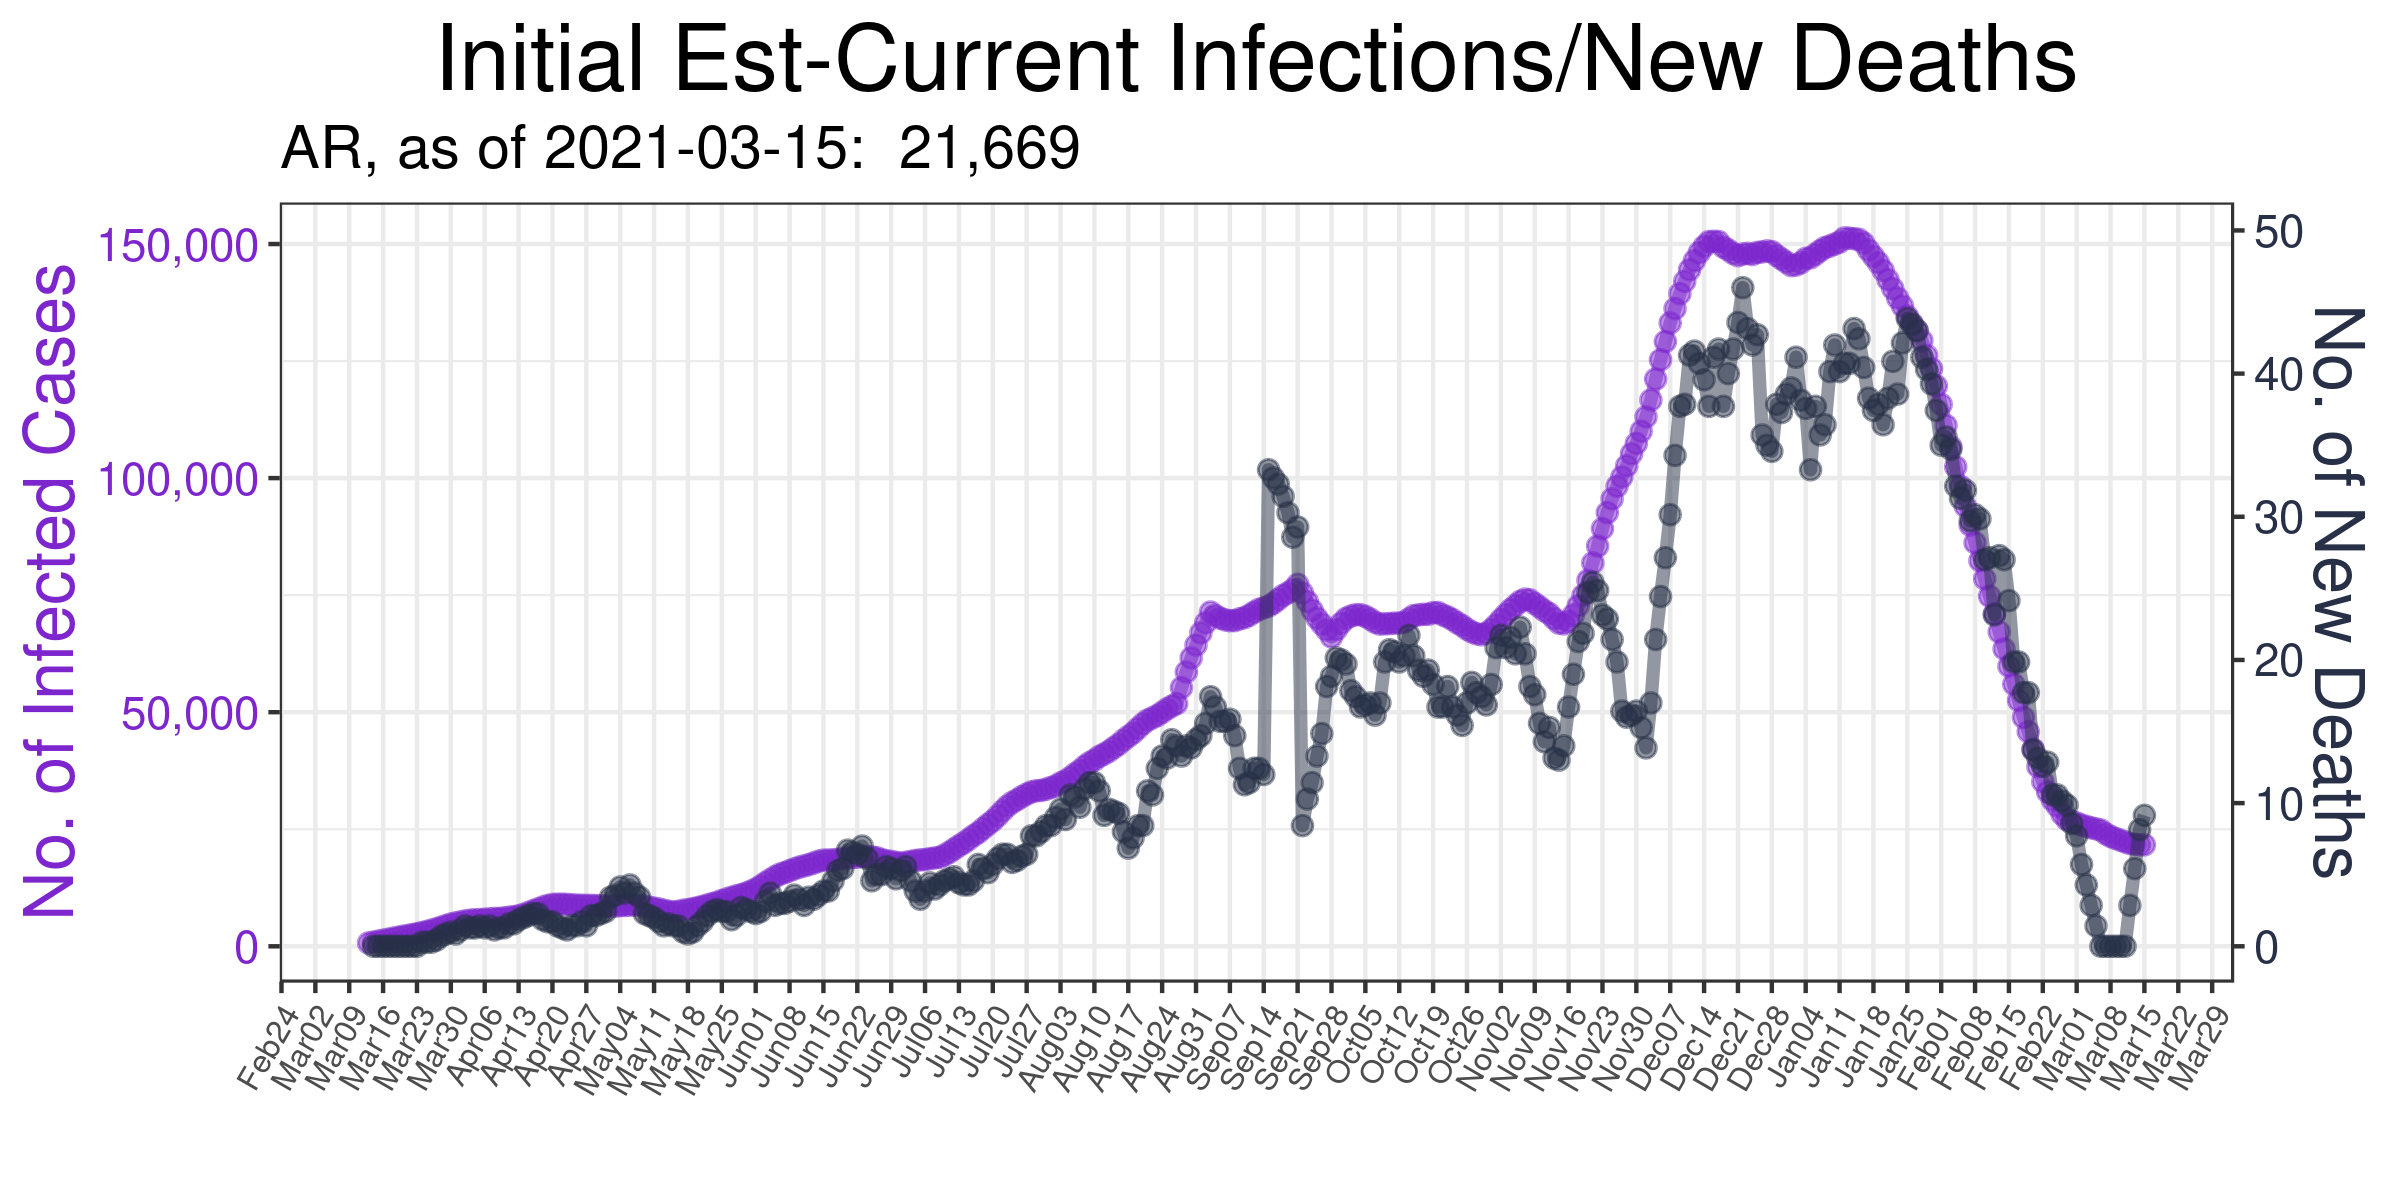 Initial Est-Current Infections/New Deaths
AR, as of 2021-03-15:  21,669
No. of Infected Cases
150,000
100,000
50,000
0
50
40
30
20
10
0
No. of New Deaths
Feb24
Mar02
Mar09
Mar16
Mar23
Mar30
Apr06
Apr13
Apr20
Apr27
May04
May11
May18
May25
Jun01
Jun08
Jun15
Jun22
Jun29
Jul06
Jul13
Jul20
Jul27
Aug03
Aug10
Aug17
Aug24
Aug31
Sep07
Sep14
Sep21
Sep28
Oct05
Oct12
Oct19
Oct26
Nov02
Nov09
Nov16
Nov23
Nov30
Dec07
Dec14
Dec21
Dec28
Jan04
Jan11
Jan18
Jan25
Feb01
Feb08
Feb15
Feb22
Mar01
Mar08
Mar15
Mar22
Mar29